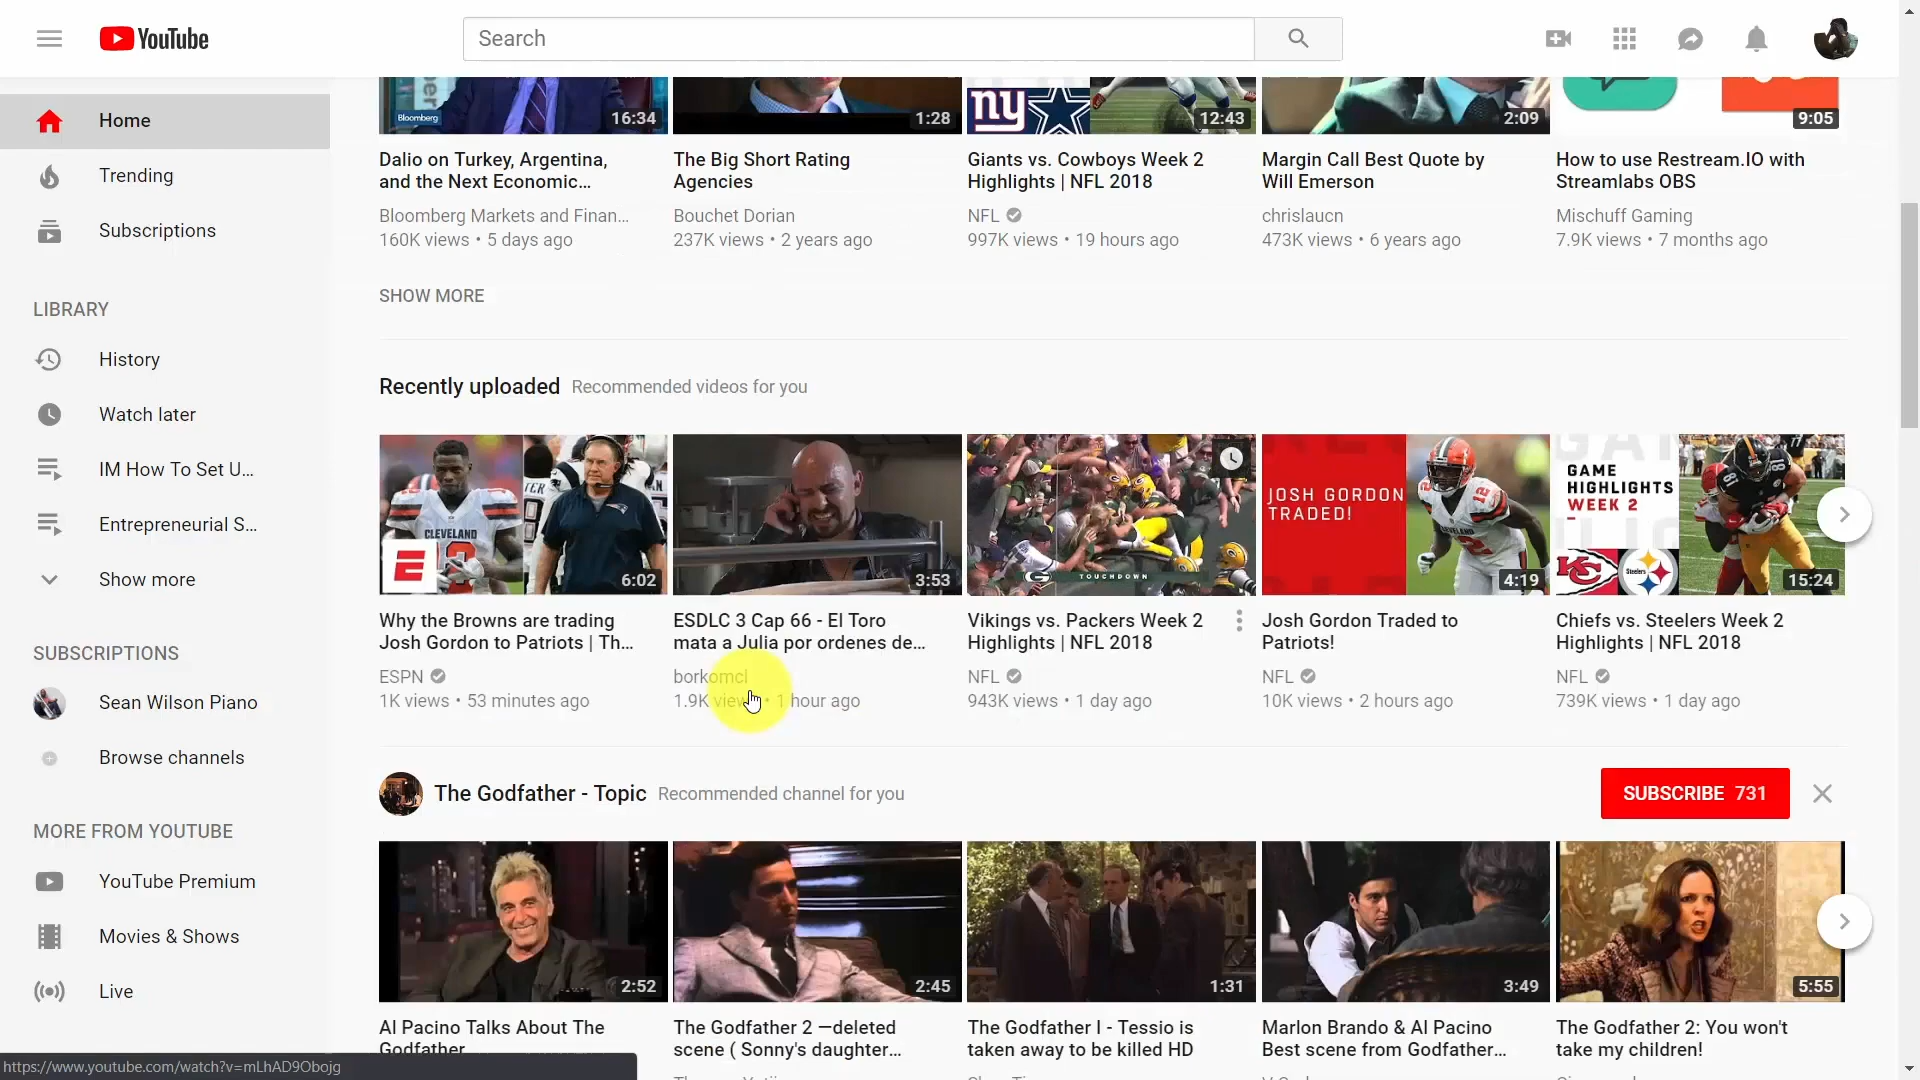 YouTube
Search
Home
Trending
Subscriptions
LIBRARY
History
Watch later
IM How To Set U...
Entrepreneurial S...
Show more
SUBSCRIPTIONS
Sean Wilson Piano
Browse channels
MORE FROM YOUTUBE
YouTube Premium
Movies & Shows
Live
Bloomberg
16:34
1:28
ny
12:43
2:09
9:05
Dalio on Turkey, Argentina,
and the Next Economic...
Bloomberg Markets and Finan...
160K views • 5 days ago
The Big Short Rating
Agencies
Bouchet Dorian
237K views • 2 years ago
Giants vs. Cowboys Week 2
Highlights | NFL 2018
NFL
997K views • 19 hours ago
Margin Call Best Quote by
Will Emerson
chrislaucn
473K views • 6 years ago
How to use Restream.IO with
Streamlabs OBS
Mischuff Gaming
7.9K views • 7 months ago
SHOW MORE
Recently uploaded Recommended videos for you
CLEVELAND
E
6:02
3:53
G TOUCHDOWN
JOSH GORDON
TRADED!
4:19
GAME
HIGHLIGHTS
WEEK 2
KC
Steelers
15:24
Why the Browns are trading
Josh Gordon to Patriots | Th...
ESPN
1K views • 53 minutes ago
ESDLC 3 Cap 66 - El Toro
mata a Julia por ordenes de...
borkomcl
1.9K views • 1 hour ago
Vikings vs. Packers Week 2
Highlights | NFL 2018
NFL
943K views • 1 day ago
Josh Gordon Traded to
Patriots!
NFL
10K views • 2 hours ago
Chiefs vs. Steelers Week 2
Highlights | NFL 2018
NFL
739K views • 1 day ago
The Godfather - Topic Recommended channel for you
SUBSCRIBE 731
2:52
2:45
1:31
3:49
5:55
Al Pacino Talks About The
Godfather
The Godfather 2 —deleted
scene ( Sonny's daughter...
The Godfather I - Tessio is
taken away to be killed HD
Marlon Brando & Al Pacino
Best scene from Godfather...
The Godfather 2: You won't
take my children!
https://www.youtube.com/watch?v=mLhAD9Obojg